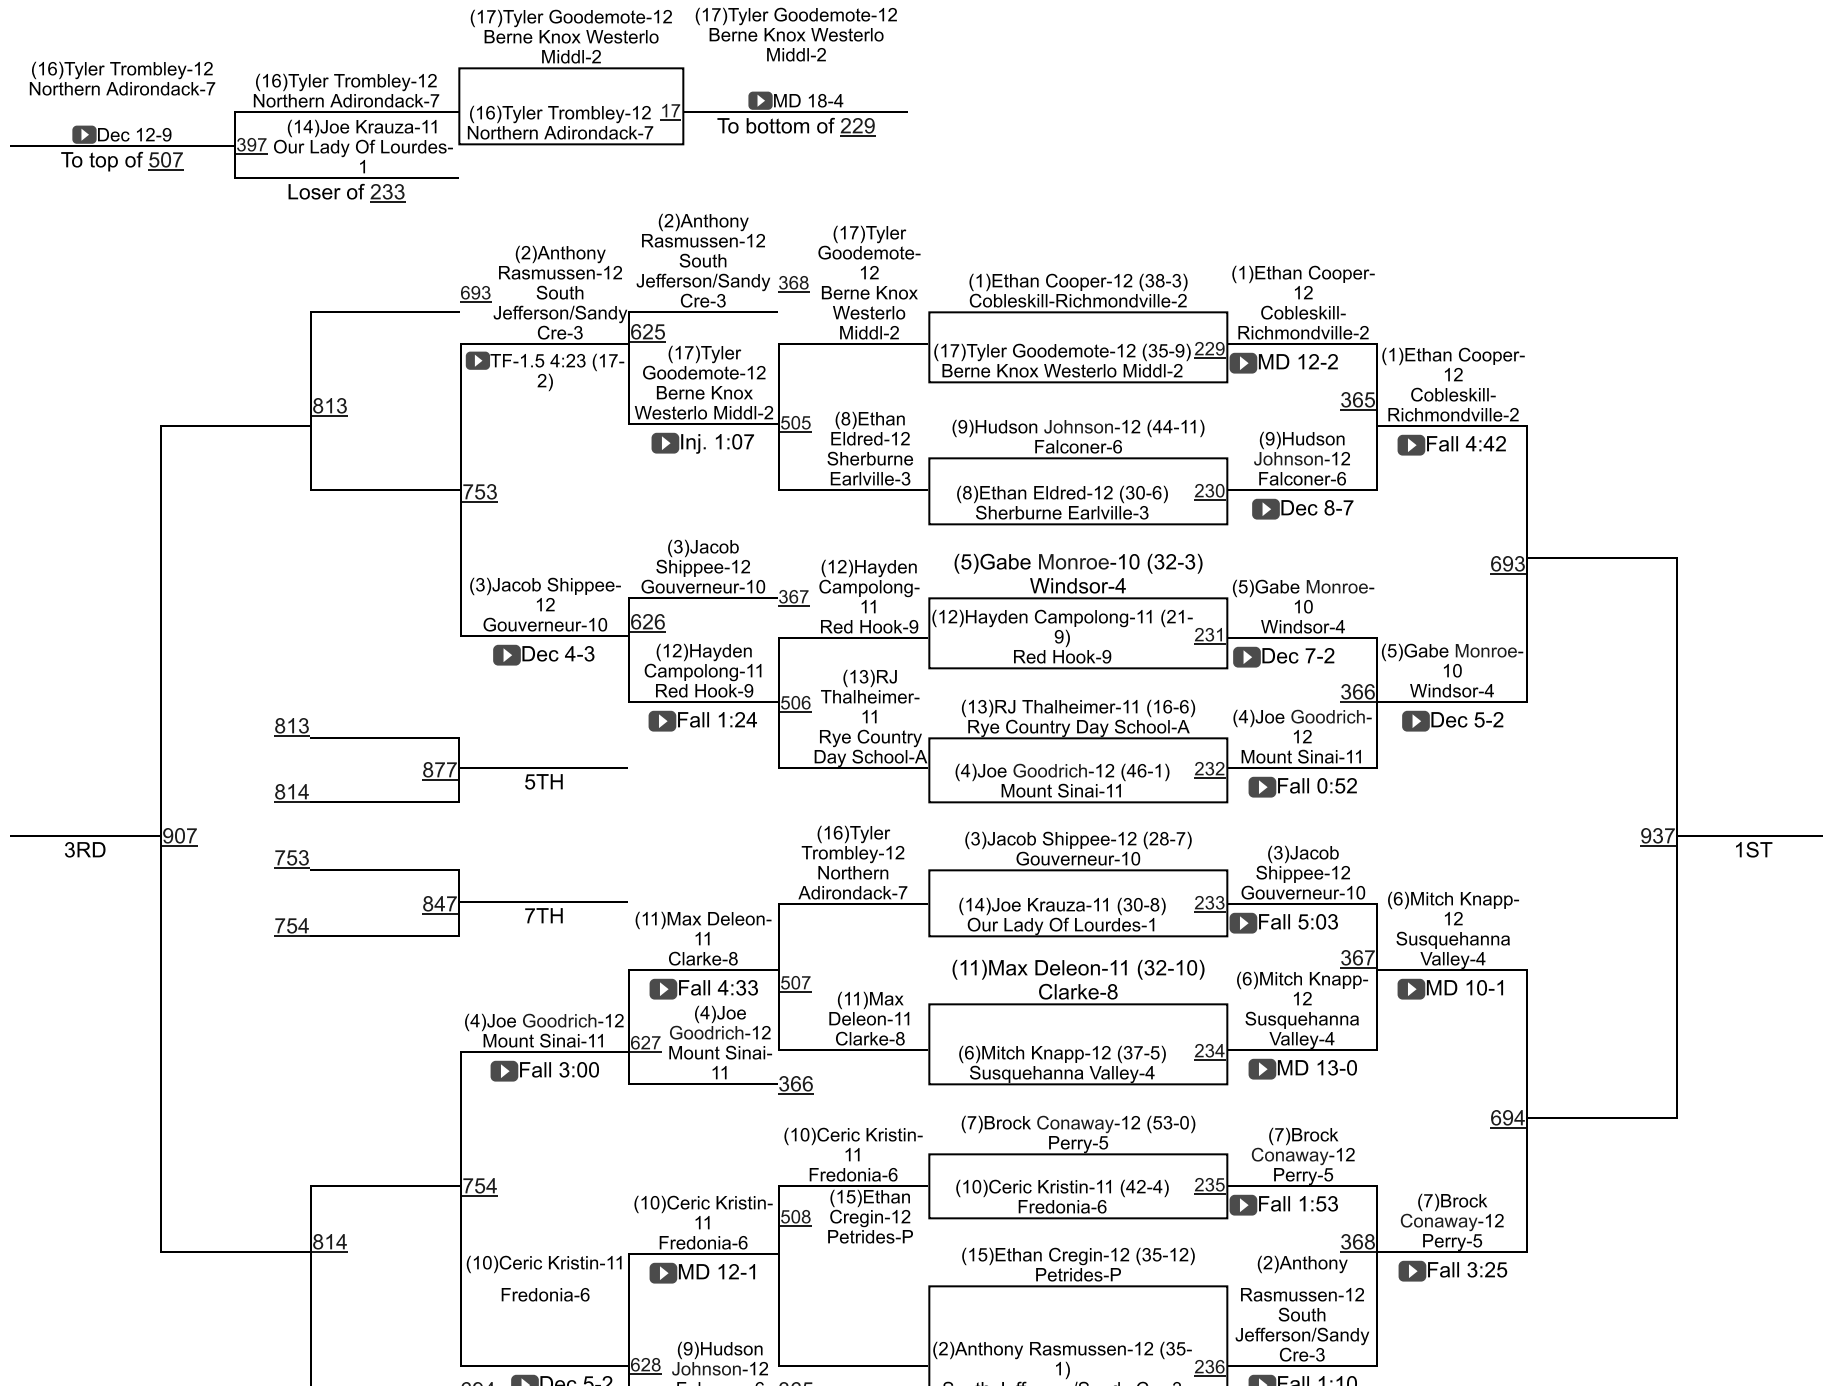 (17)Tyler Goodemote-12
Berne Knox Westerlo
Middl-2
(17)Tyler Goodemote-12
Berne Knox Westerlo
Middl-2
(16)Tyler Trombley-12
Northern Adirondack-7
(16)Tyler Trombley-12
Northern Adirondack-7
(16)Tyler Trombley-12
Northern Adirondack-7
17
MD 18-4
To bottom of 229
Dec 12-9
To top of 507
397
(14)Joe Krauza-11
Our Lady Of Lourdes-
1
Loser of 233
693
(2)Anthony
Rasmussen-12
South
Jefferson/Sandy
Cre-3
TF-1.5 4:23 (17-
2)
(2)Anthony
Rasmussen-12
South
Jefferson/Sandy
Cre-3
368
625
(17)Tyler
Goodemote-12
Berne Knox
Westerlo Middl-2
Inj. 1:07
(17)Tyler
Goodemote-
12
Berne Knox
Westerlo
Middl-2
505
(8)Ethan
Eldred-12
Sherburne
Earlville-3
(1)Ethan Cooper-12 (38-3)
Cobleskill-Richmondville-2
(17)Tyler Goodemote-12 (35-9)
Berne Knox Westerlo Middl-2
229
(1)Ethan Cooper-
12
Cobleskill-
Richmondville-2
MD 12-2
365
(1)Ethan Cooper-
12
Cobleskill-
Richmondville-2
Fall 4:42
(9)Hudson Johnson-12 (44-11)
Falconer-6
(8)Ethan Eldred-12 (30-6)
Sherburne Earlville-3
230
(9)Hudson
Johnson-12
Falconer-6
Dec 8-7
813
753
(3)Jacob Shippee-
12
Gouverneur-10
Dec 4-3
(3)Jacob
Shippee-12
Gouverneur-10
367
626
(12)Hayden
Campolong-11
Red Hook-9
Fall 1:24
(12)Hayden
Campolong-
11
Red Hook-9
506
(13)RJ
Thalheimer-
11
Rye Country
Day School-A
(5)Gabe Monroe-10 (32-3)
Windsor-4
(12)Hayden Campolong-11 (21-
9)
Red Hook-9
231
(5)Gabe Monroe-
10
Windsor-4
Dec 7-2
366
(5)Gabe Monroe-
10
Windsor-4
Dec 5-2
693
(13)RJ Thalheimer-11 (16-6)
Rye Country Day School-A
(4)Joe Goodrich-12 (46-1)
Mount Sinai-11
232
(4)Joe Goodrich-
12
Mount Sinai-11
Fall 0:52
813
877
5TH
814
907
3RD
937
1ST
753
847
7TH
754
(11)Max Deleon-
11
Clarke-8
Fall 4:33
(16)Tyler
Trombley-12
Northern
Adirondack-7
507
(11)Max
Deleon-11
Clarke-8
(4)Joe Goodrich-12
Mount Sinai-11
Fall 3:00
627
(4)Joe
Goodrich-12
Mount Sinai-
11
366
(3)Jacob Shippee-12 (28-7)
Gouverneur-10
(14)Joe Krauza-11 (30-8)
Our Lady Of Lourdes-1
233
(3)Jacob
Shippee-12
Gouverneur-10
Fall 5:03
367
(6)Mitch Knapp-
12
Susquehanna
Valley-4
MD 10-1
(11)Max Deleon-11 (32-10)
Clarke-8
(6)Mitch Knapp-12 (37-5)
Susquehanna Valley-4
234
(6)Mitch Knapp-
12
Susquehanna
Valley-4
MD 13-0
694
754
814
(10)Ceric Kristin-11
Fredonia-6
(10)Ceric Kristin-
11
Fredonia-6
MD 12-1
(10)Ceric Kristin-
11
Fredonia-6
508
(15)Ethan
Cregin-12
Petrides-P
(7)Brock Conaway-12 (53-0)
Perry-5
(10)Ceric Kristin-11 (42-4)
Fredonia-6
235
(7)Brock
Conaway-12
Perry-5
Fall 1:53
368
(7)Brock
Conaway-12
Perry-5
Fall 3:25
(15)Ethan Cregin-12 (35-12)
Petrides-P
(2)Anthony Rasmussen-12 (35-
1)
236
(2)Anthony
Rasmussen-12
South
Jefferson/Sandy
Cre-3
Fall 1:10
628
(9)Hudson
Johnson-12
Dec 5-2